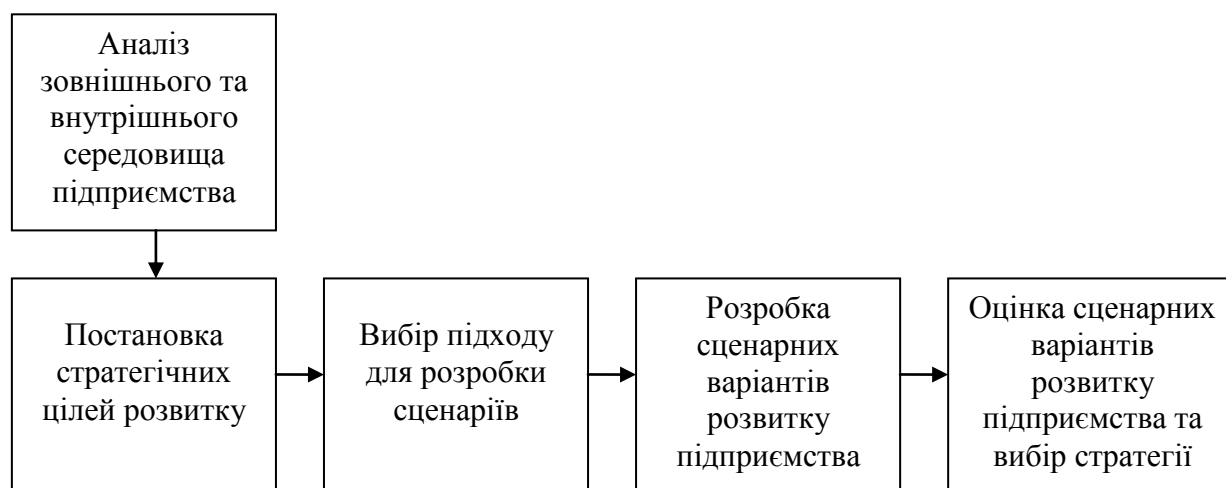 Аналіз
зовнішнього та
внутрішнього
середовища
підприємства
Постановка
стратегічних
цілей розвитку
Вибір підходу
для розробки
сценаріїв
Розробка
сценарних
варіантів
розвитку
підприємства
Оцінка сценарних
варіантів
розвитку
підприємства та
вибір стратегії